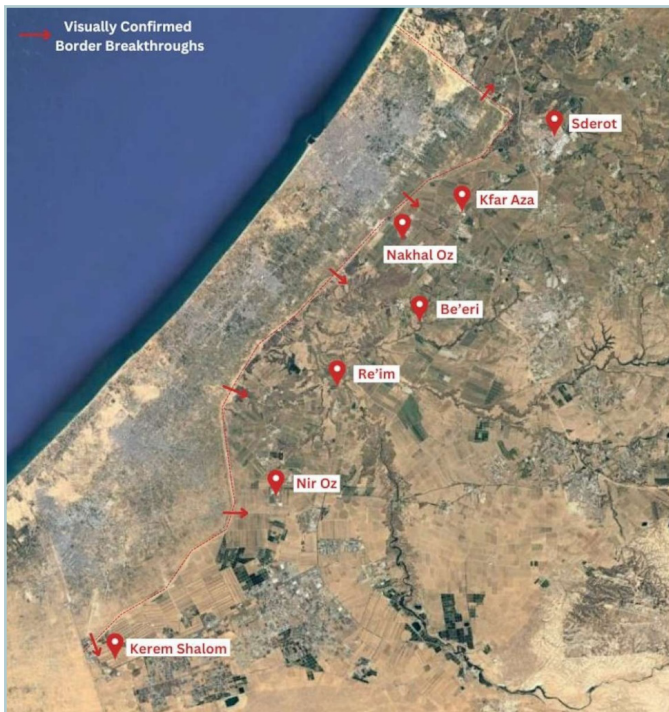 Visually Confirmed
Border Breakthroughs
Sderot
Kfar Aza
Nakhal Oz
Be'eri
Re'im
Nir Oz
Kerem Shalom